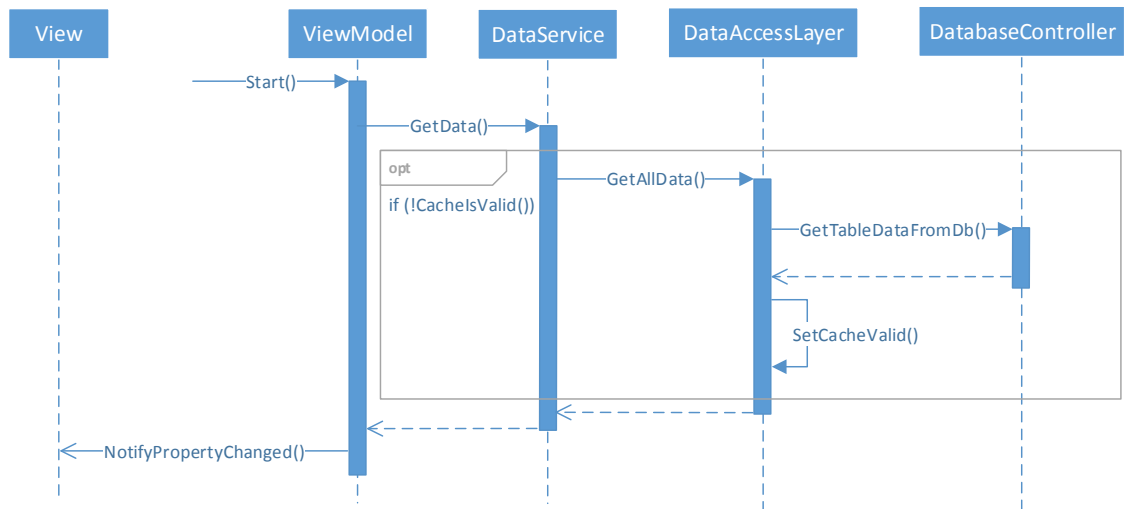 View
ViewModel
DataService
DataAccessLayer
DatabaseController
Start()
GetData()
opt
GetAllData()
if (!CacheIsValid())
GetTableDataFromDb()
SetCacheValid()
NotifyPropertyChanged()